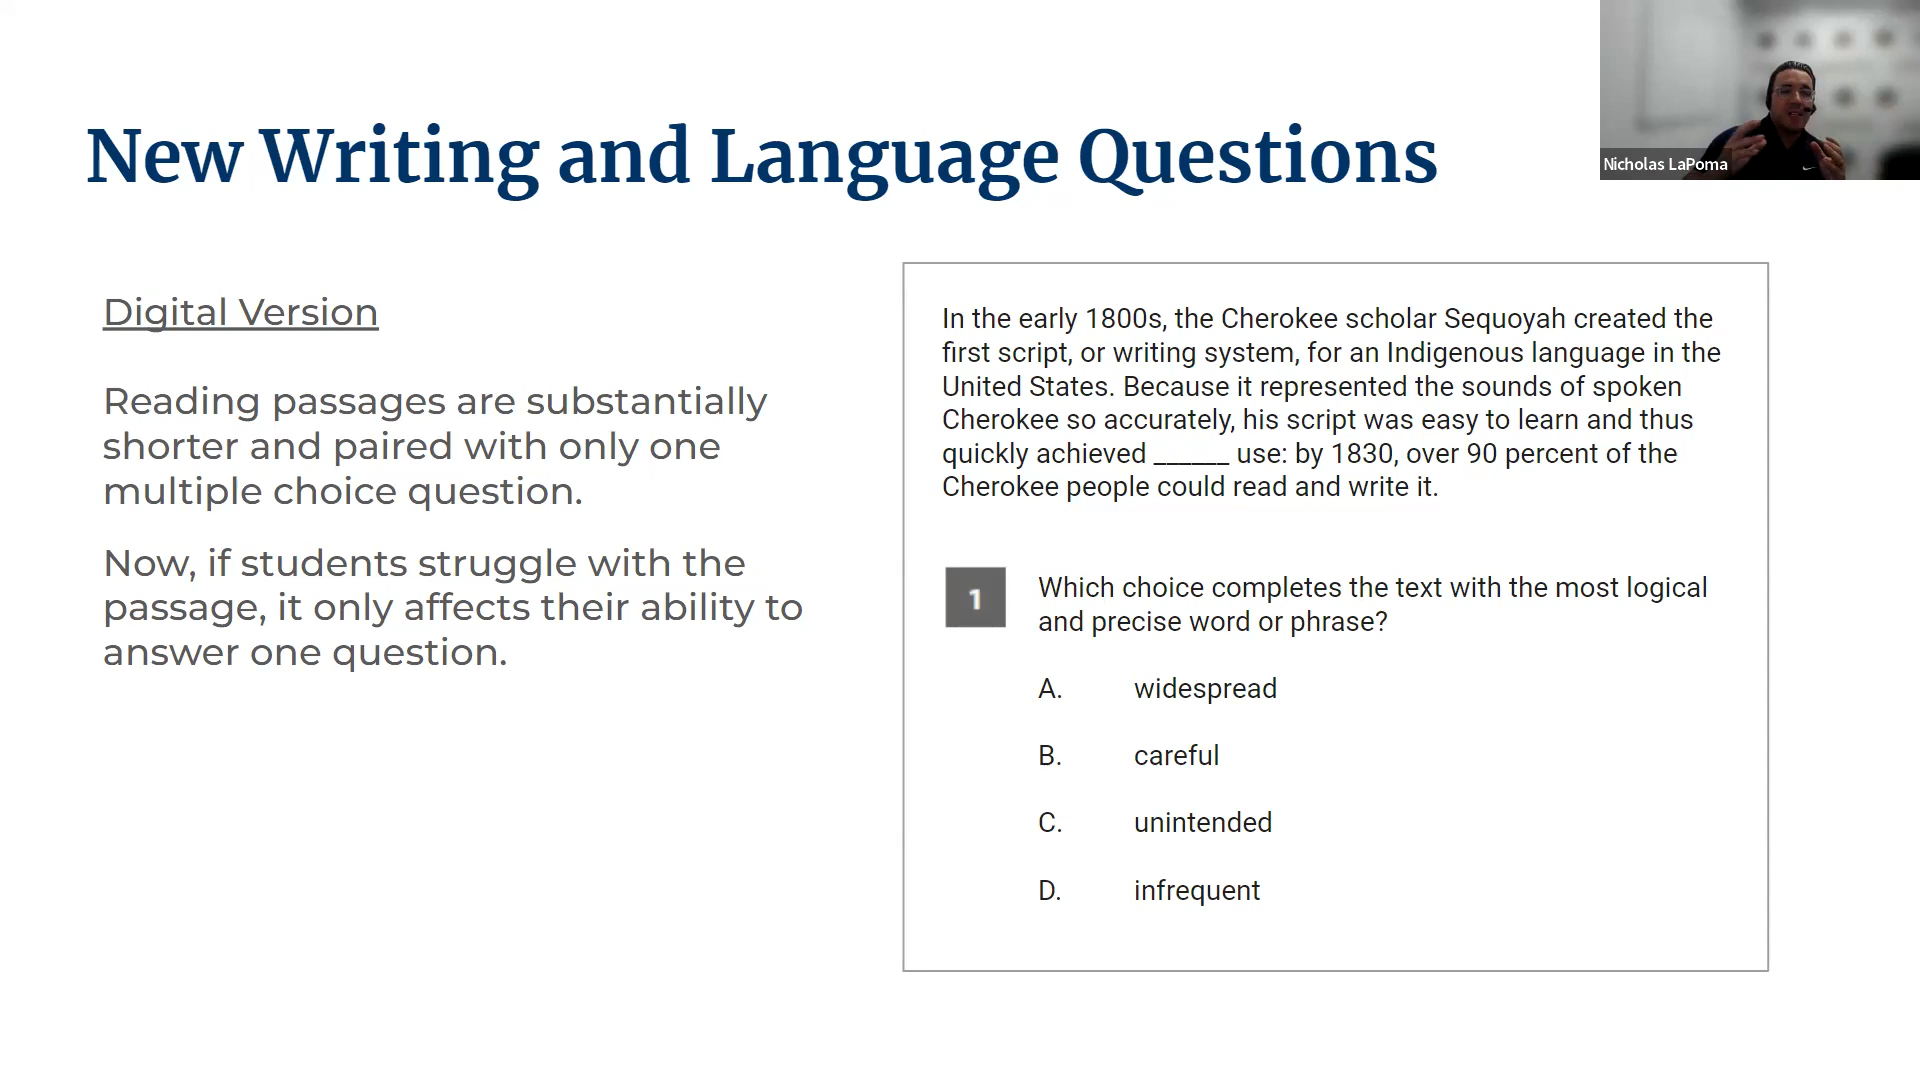 New Writing and Language Questions
Nicholas LaPoma
Digital Version
Reading passages are substantially
shorter and paired with only one
multiple choice question.
Now, if students struggle with the
passage, it only affects their ability to
answer one question.
In the early 1800s, the Cherokee scholar Sequoyah created the
first script, or writing system, for an Indigenous language in the
United States. Because it represented the sounds of spoken
Cherokee so accurately, his script was easy to learn and thus
quickly achieved ______ use: by 1830, over 90 percent of the
Cherokee people could read and write it.
1 Which choice completes the text with the most logical
and precise word or phrase?
A. widespread
B. careful
C. unintended
D. infrequent